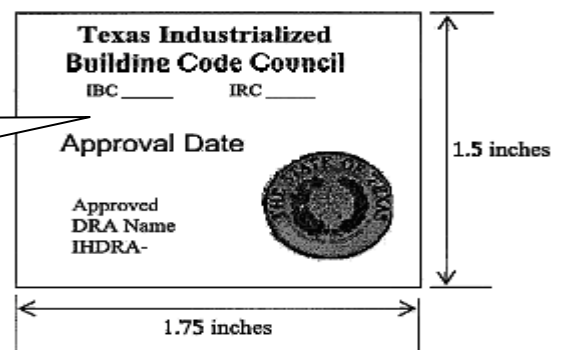 Texas Industrialized
Building Code Council
IBC _____ IRC _____
Approval Date
THE STATE OF TEXAS
Approved
DRA Name
IHDRA-
1.5 inches
1.75 inches